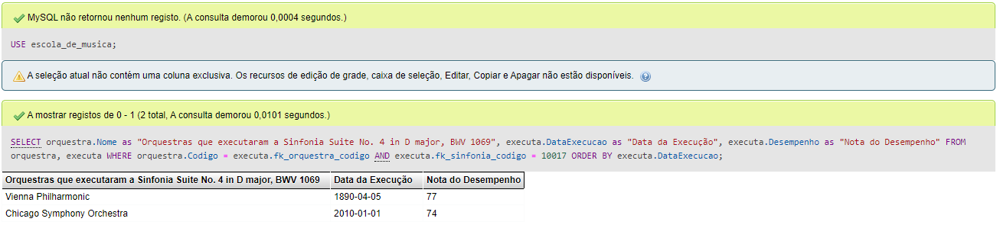 MySQL não retornou nenhum registo. (A consulta demorou 0,0004 segundos.)
USE escola_de_musica;
A seleção atual não contém uma coluna exclusiva. Os recursos de edição de grade, caixa de seleção, Editar, Copiar e Apagar não estão disponíveis.
A mostrar registos de 0 - 1 (2 total, A consulta demorou 0,0101 segundos.)
SELECT orquestra.Nome as "Orquestras que executaram a Sinfonia Suite No. 4 in D major, BWV 1069", executa.DataExecucao as "Data da Execução", executa.Desempenho as "Nota do Desempenho" FROM
orquestra, executa WHERE orquestra.Codigo = executa.fk_orquestra_codigo AND executa.fk_sinfonia_codigo = 10017 ORDER BY executa.DataExecucao;
Orquestras que executaram a Sinfonia Suite No. 4 in D major, BWV 1069 Data da Execução Nota do Desempenho
Vienna Philharmonic 1890-04-05 77
Chicago Symphony Orchestra 2010-01-01 74